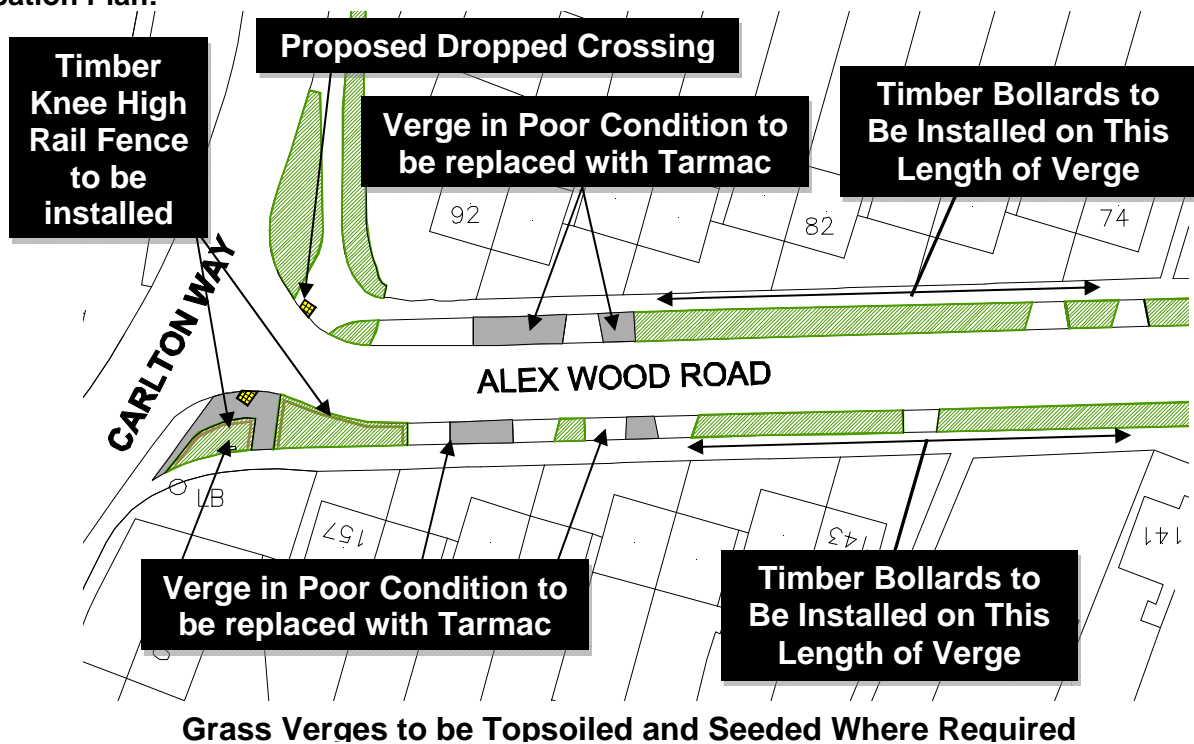 ation Plan:
Proposed Dropped Crossing
Timber
Knee High
Rail Fence
to be
installed
Verge in Poor Condition to
be replaced with Tarmac
Timber Bollards to
Be Installed on This
Length of Verge
92
82
74
CARLTON WAY
ALEX WOOD ROAD
LB
157
143
141
Verge in Poor Condition to
be replaced with Tarmac
Timber Bollards to
Be Installed on This
Length of Verge
Grass Verges to be Topsoiled and Seeded Where Required